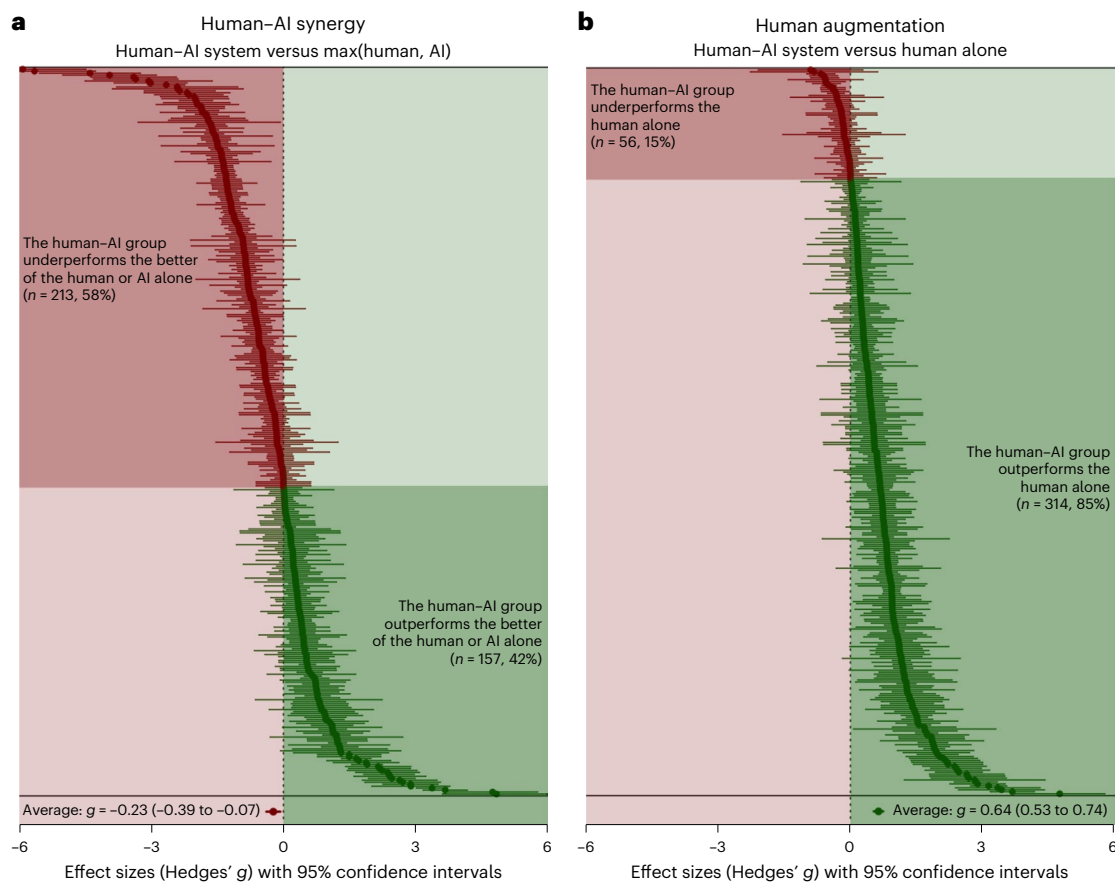 a
Human–AI synergy
Human–AI system versus max(human, AI)
The human–AI group
underperforms the better
of the human or AI alone
(n = 213, 58%)
The human–AI group
outperforms the better
of the human or AI alone
(n = 157, 42%)
Average: g = −0.23 (−0.39 to −0.07)
−6 −3 0 3 6
Effect sizes (Hedges’ g) with 95% confidence intervals
b
Human augmentation
Human–AI system versus human alone
The human–AI group
underperforms the
human alone
(n = 56, 15%)
The human–AI group
outperforms the
human alone
(n = 314, 85%)
Average: g = 0.64 (0.53 to 0.74)
−6 −3 0 3 6
Effect sizes (Hedges’ g) with 95% confidence intervals